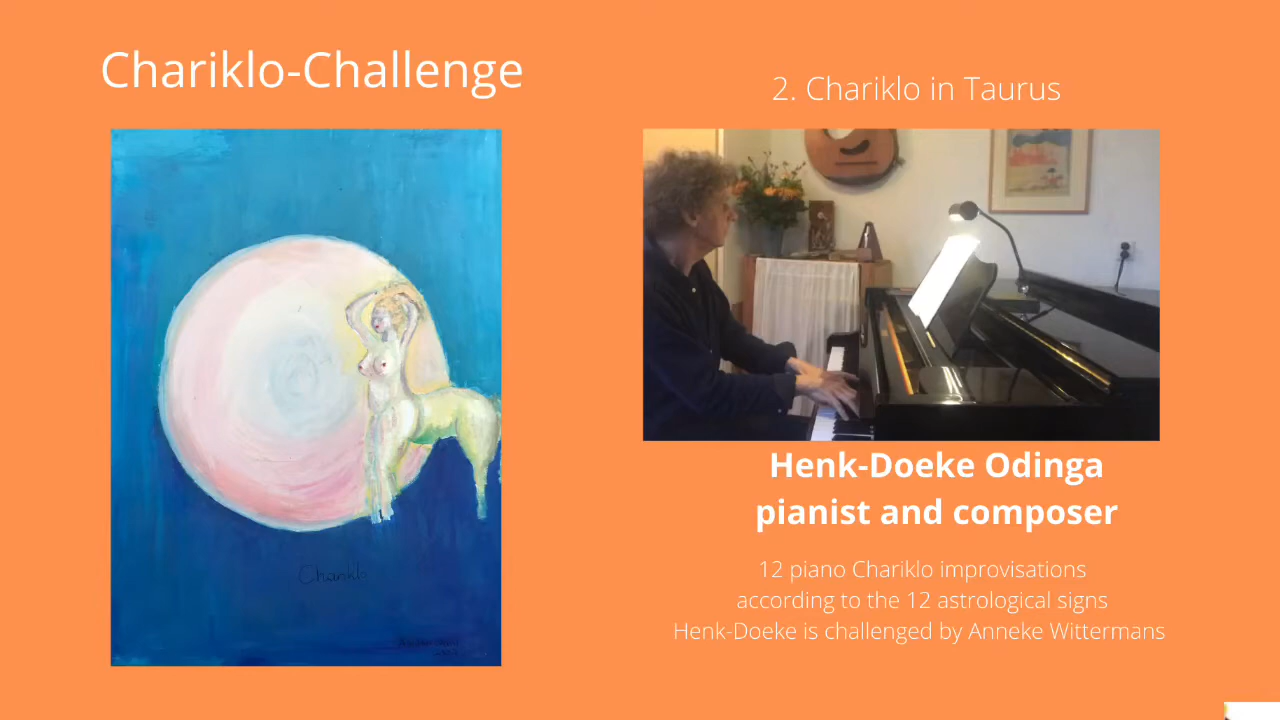 Chariklo-Challenge
2. Chariklo in Taurus
Chariklo
Henk-Doeke Odinga
pianist and composer
12 piano Chariklo improvisations
according to the 12 astrological signs
Henk-Doeke is challenged by Anneke Wittermans